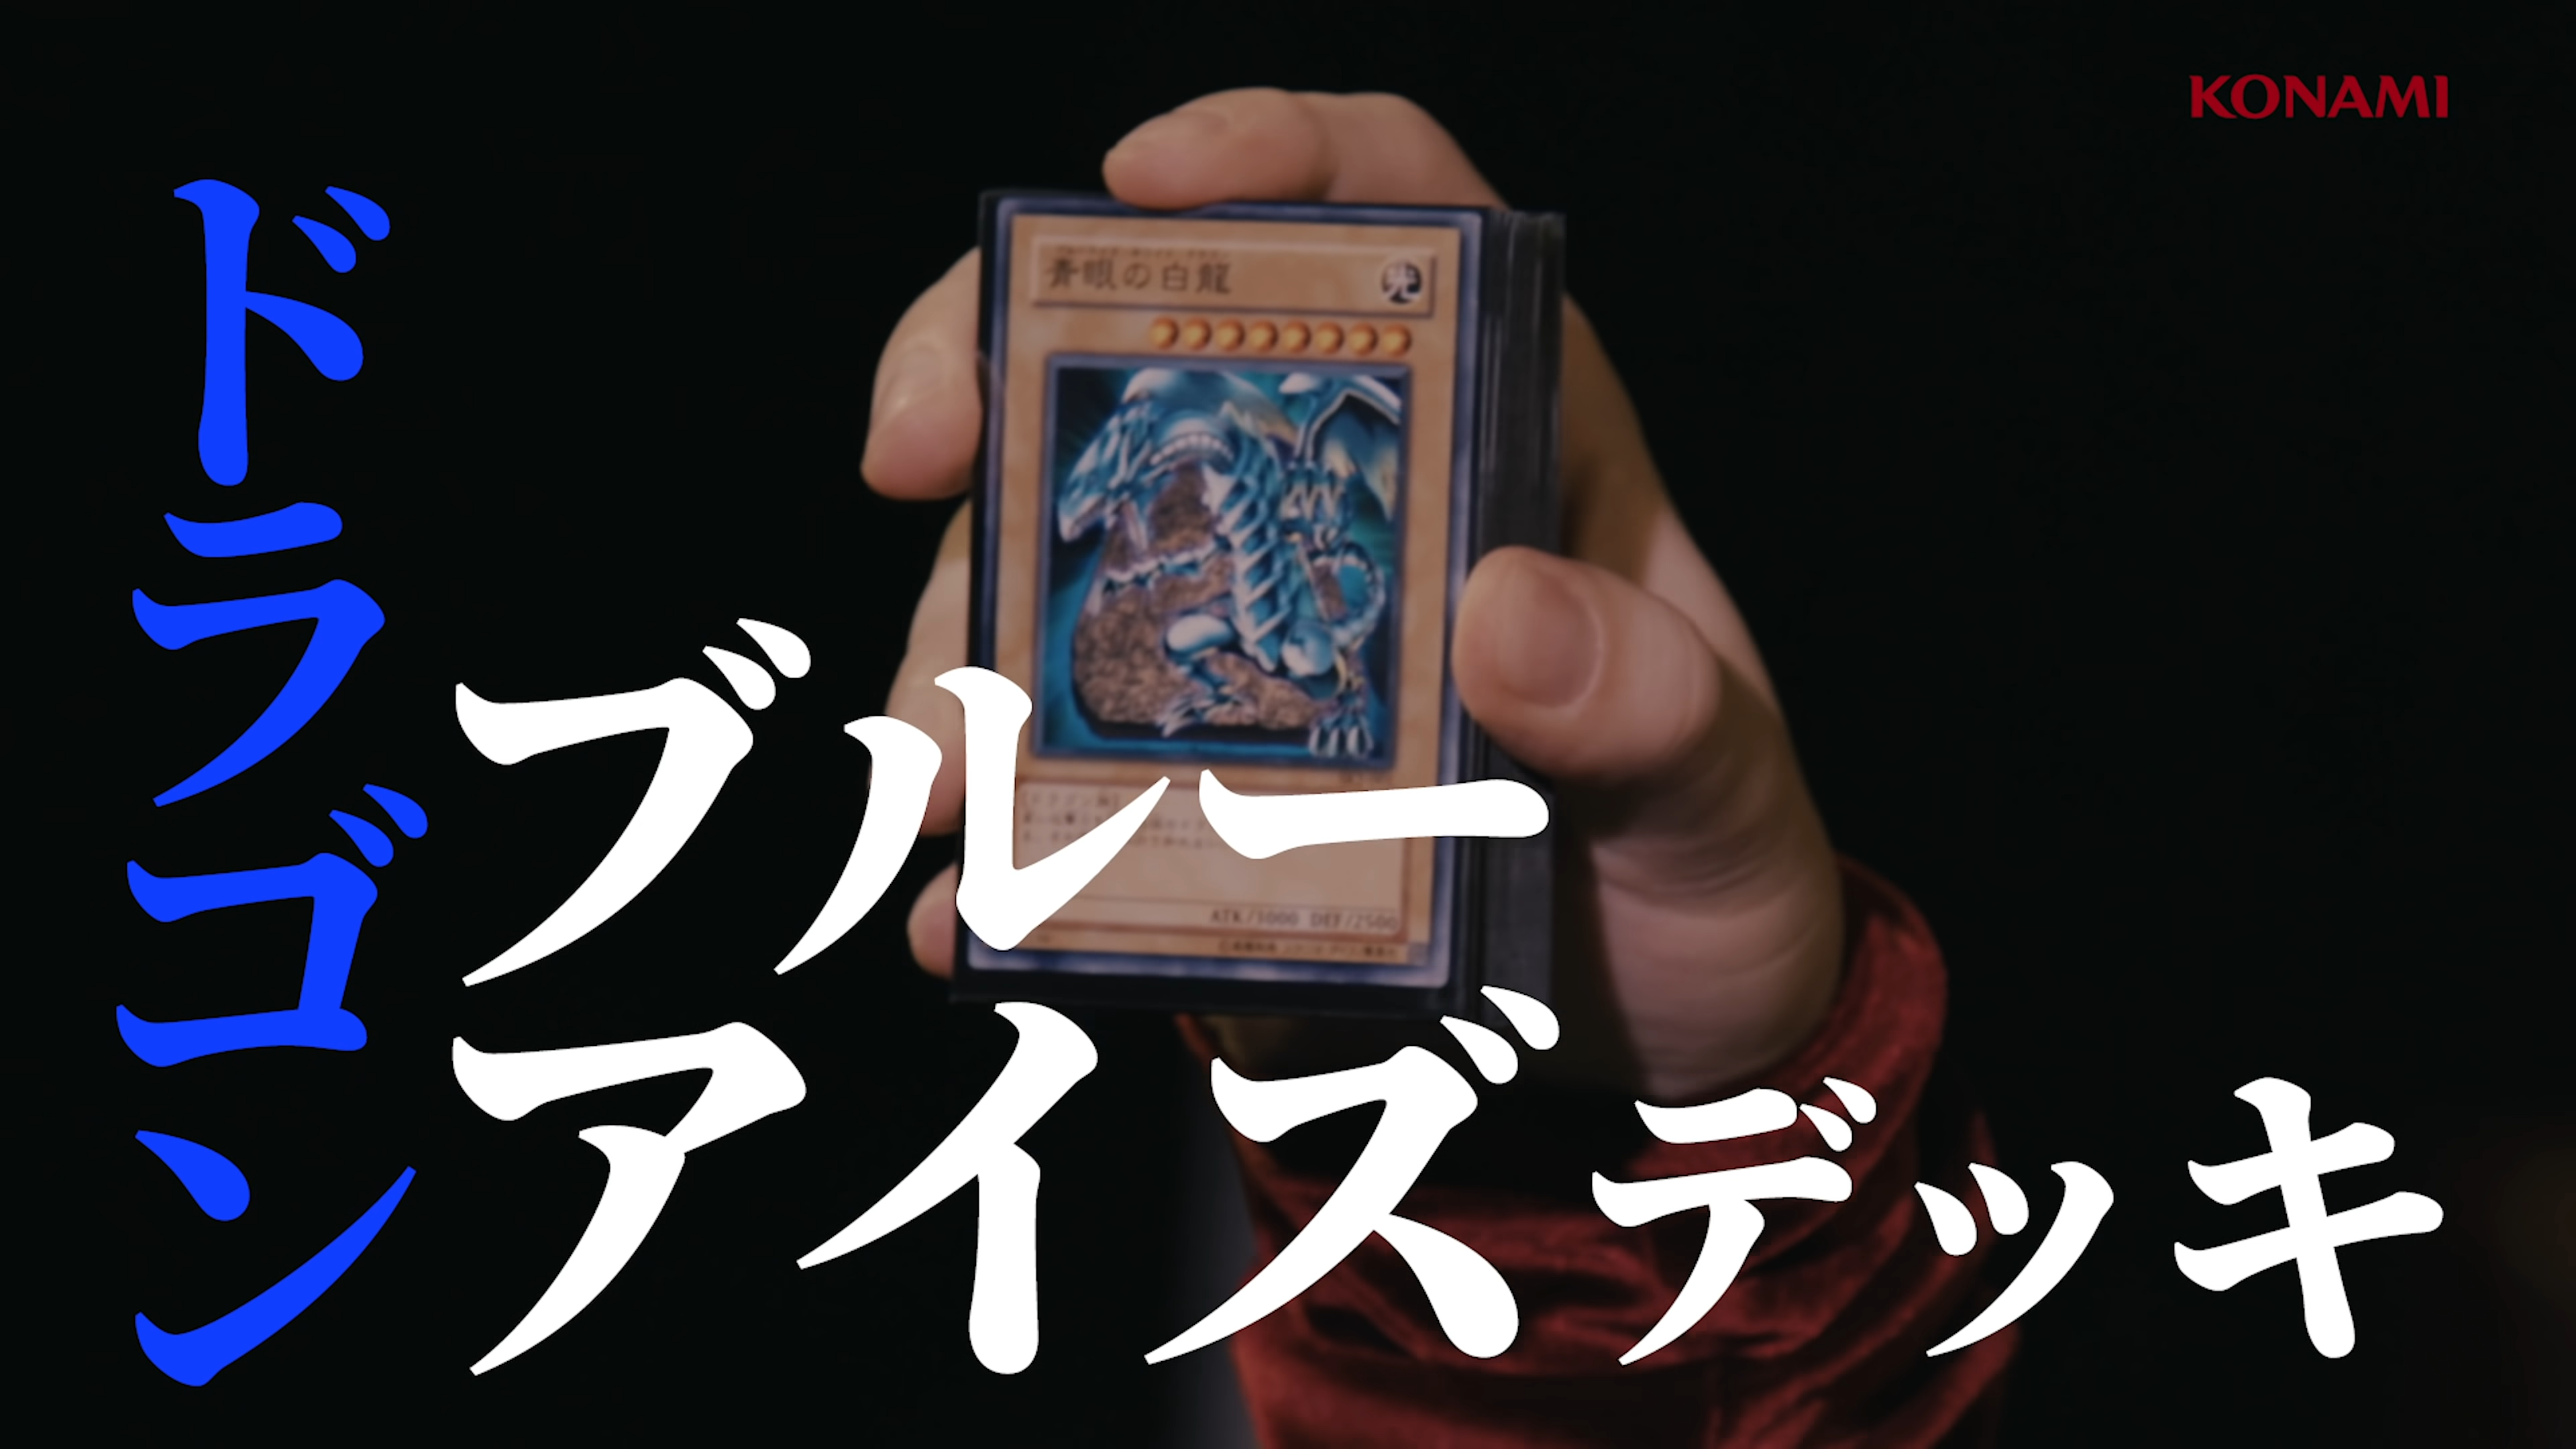 KONAMI
ドラゴン
青眼の白龍
光
ブルー
アイズデッキ
ATK/3000 DEF/2500